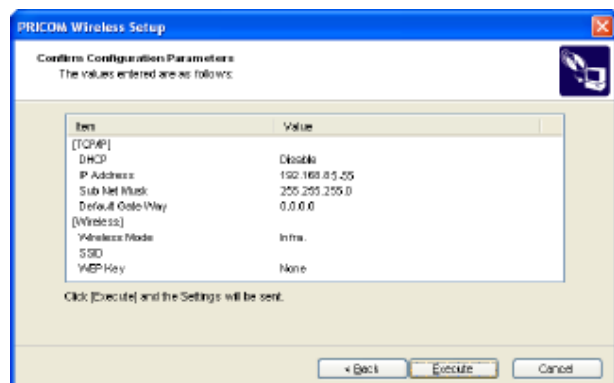 PRICOM Wireless Setup
Confirm Configuration Parameters
The values entered are as follows:
Item Value
[TCP/IP]
DHCP Disable
IP Address 192.168.85.55
Sub Net Musk 255.255.255.0
Default Gate-Way 0.0.0.0
[Wireless]
Wireless Mode Infra.
SSID
WEP Key None
Click [Execute] and the Settings will be sent.
< Back Execute Cancel